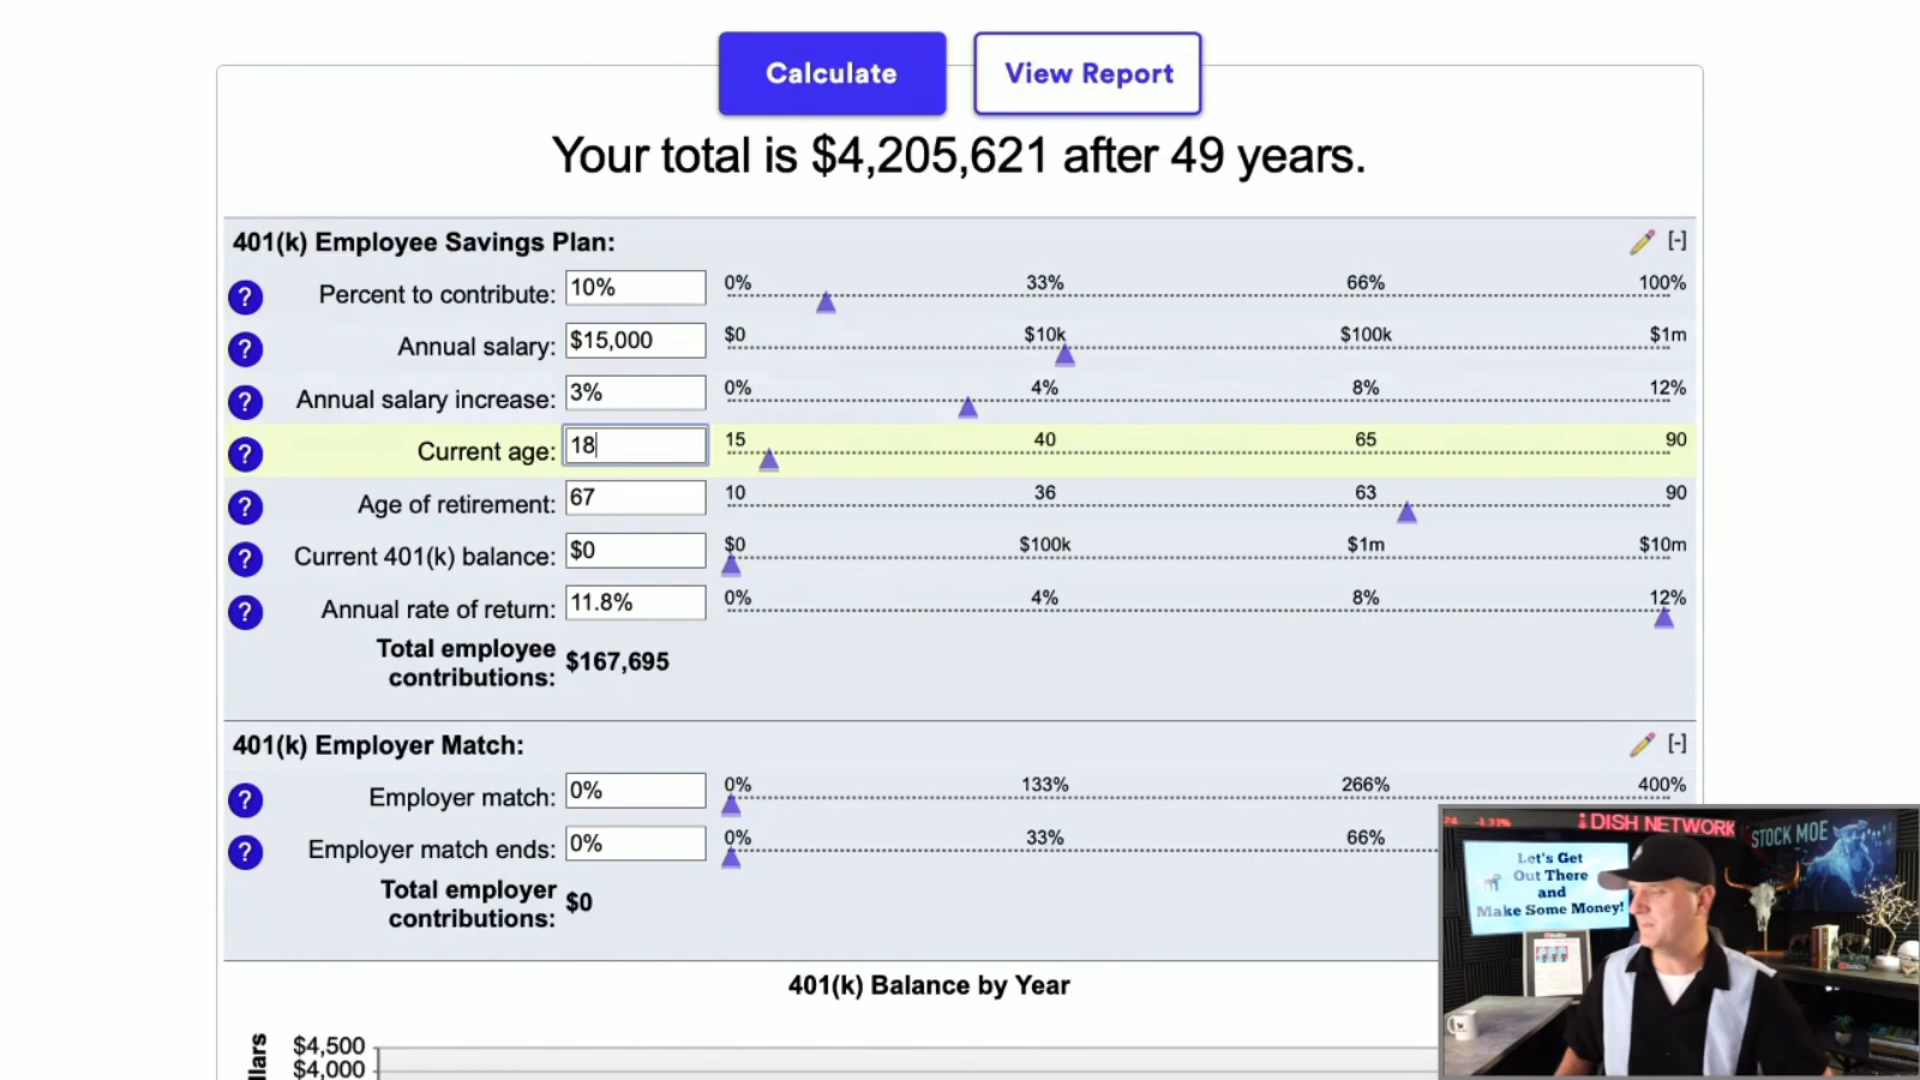 Calculate
View Report
Your total is $4,205,621 after 49 years.
401(k) Employee Savings Plan:
[-]
? Percent to contribute: 10% 0% 33% 66% 100%
? Annual salary: $15,000 $0 $10k $100k $1m
? Annual salary increase: 3% 0% 4% 8% 12%
? Current age: 18 15 40 65 90
? Age of retirement: 67 10 36 63 90
? Current 401(k) balance: $0 $0 $100k $1m $10m
? Annual rate of return: 11.8% 0% 4% 8% 12%
Total employee
contributions: $167,695
401(k) Employer Match:
[-]
? Employer match: 0% 0% 133% 266% 400%
? Employer match ends: 0% 0% 33% 66%
Total employer
contributions: $0
401(k) Balance by Year
$4,500
$4,000
DISH NETWORK
STOCK MOE
Let's Get
Out There
and
Make Some Money!